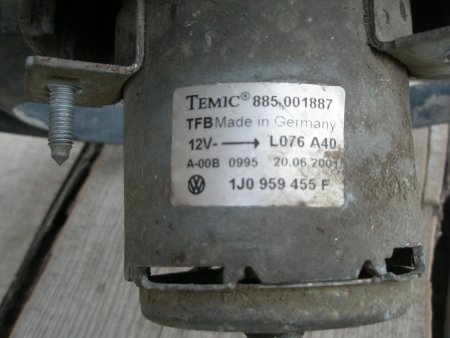 TEMIC® 885.001887
TFB Made in Germany
12V- → L076 A40
A-00B 0995 20.06.2001
1J0 959 455 F